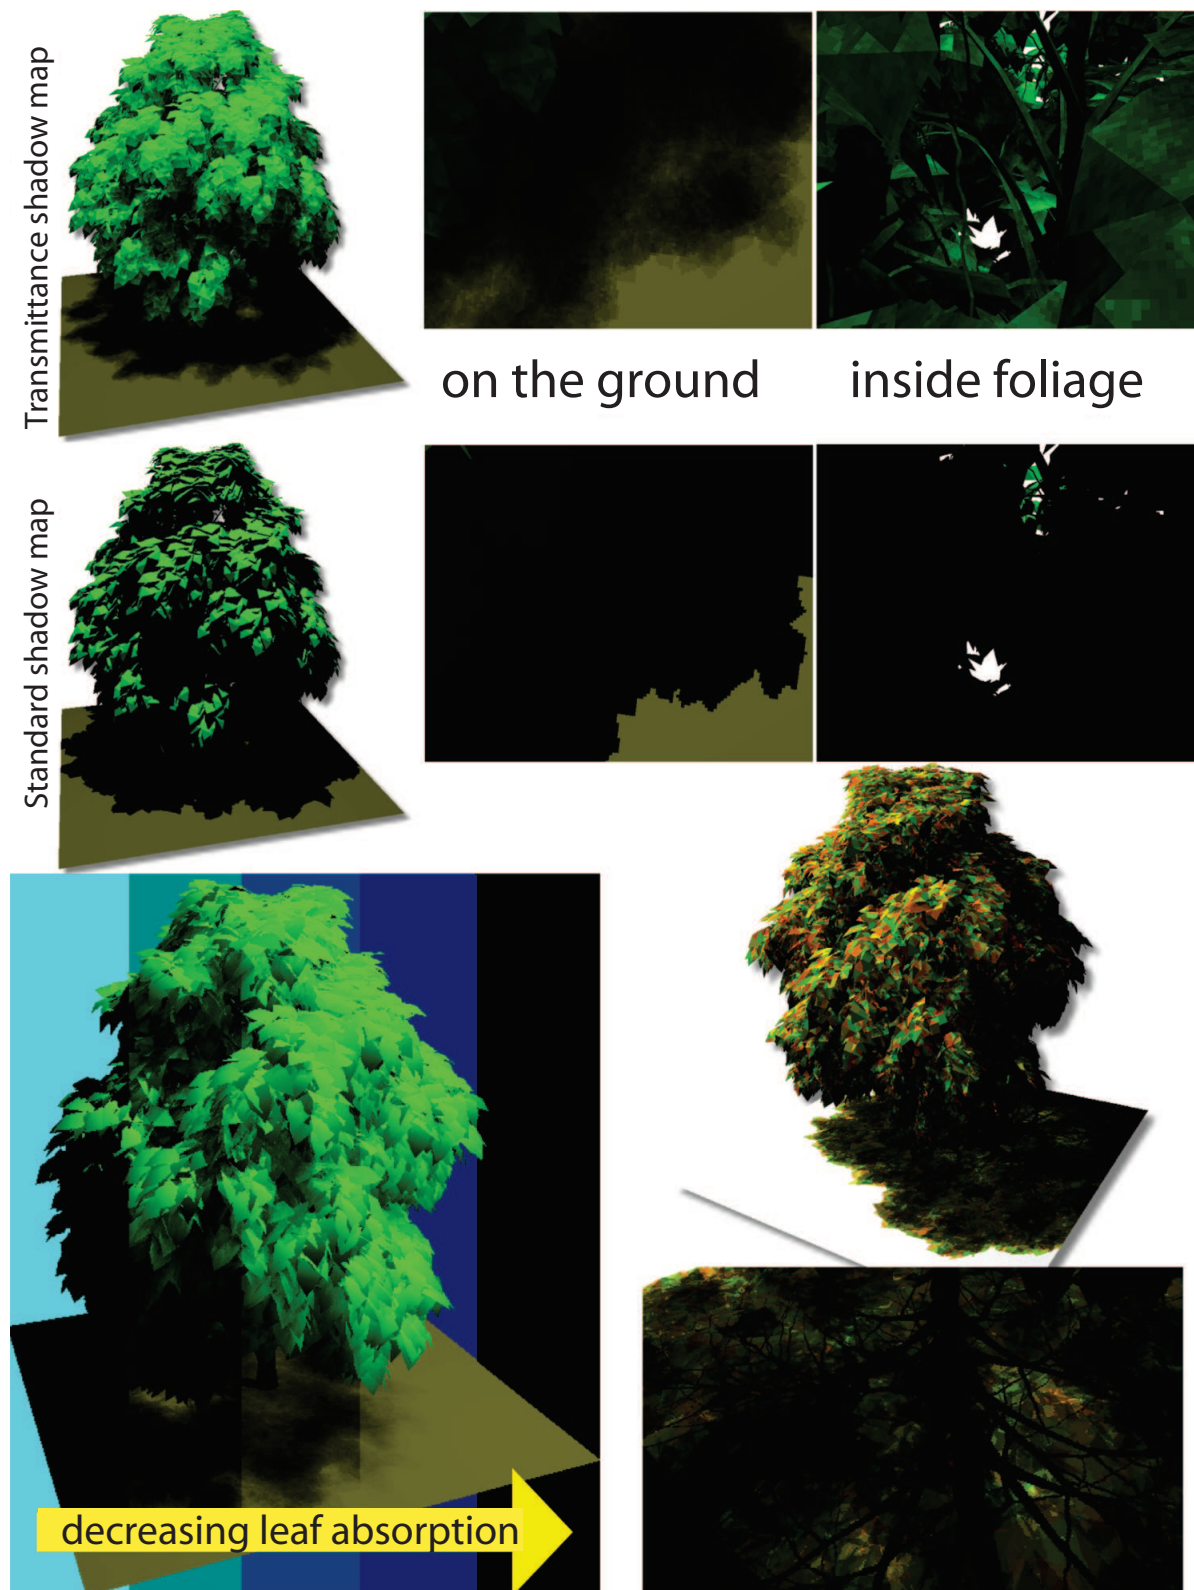 Transmittance shadow map
on the ground
inside foliage
Standard shadow map
decreasing leaf absorption